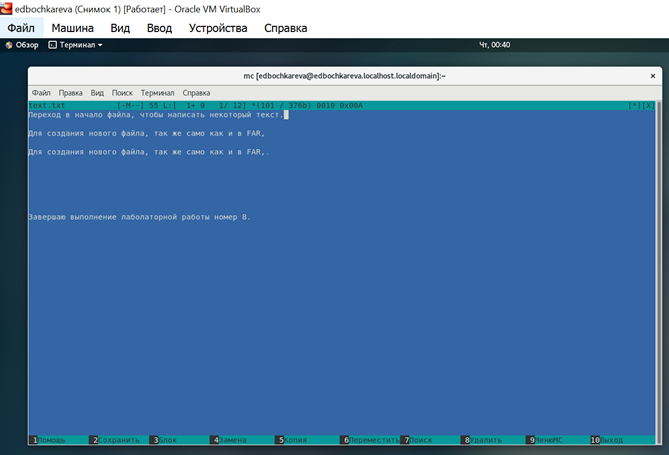 edbochkareva (Снимок 1) [Работает] - Oracle VM VirtualBox
Файл Машина Вид Ввод Устройства Справка
Обзор Терминал Чт, 00:40
mc [edbochkareva@edbochkareva.localhost.localdomain]:~
Файл Правка Вид Поиск Терминал Справка
text.txt [-M--] 55 L:[ 1+ 0 1/ 12] *(101 / 376b) 0010 0x00A [*][X]
Переход в начало файла, чтобы написать некоторый текст.
Для создания нового файла, так же само как и в FAR,
Для создания нового файла, так же само как и в FAR,.
Завершаю выполнение лаболаторной работы номер 8.
1Помощь 2Сохранить 3Блок 4Замена 5Копия 6Переместить 7Поиск 8Удалить 9МенюMC 10Выход